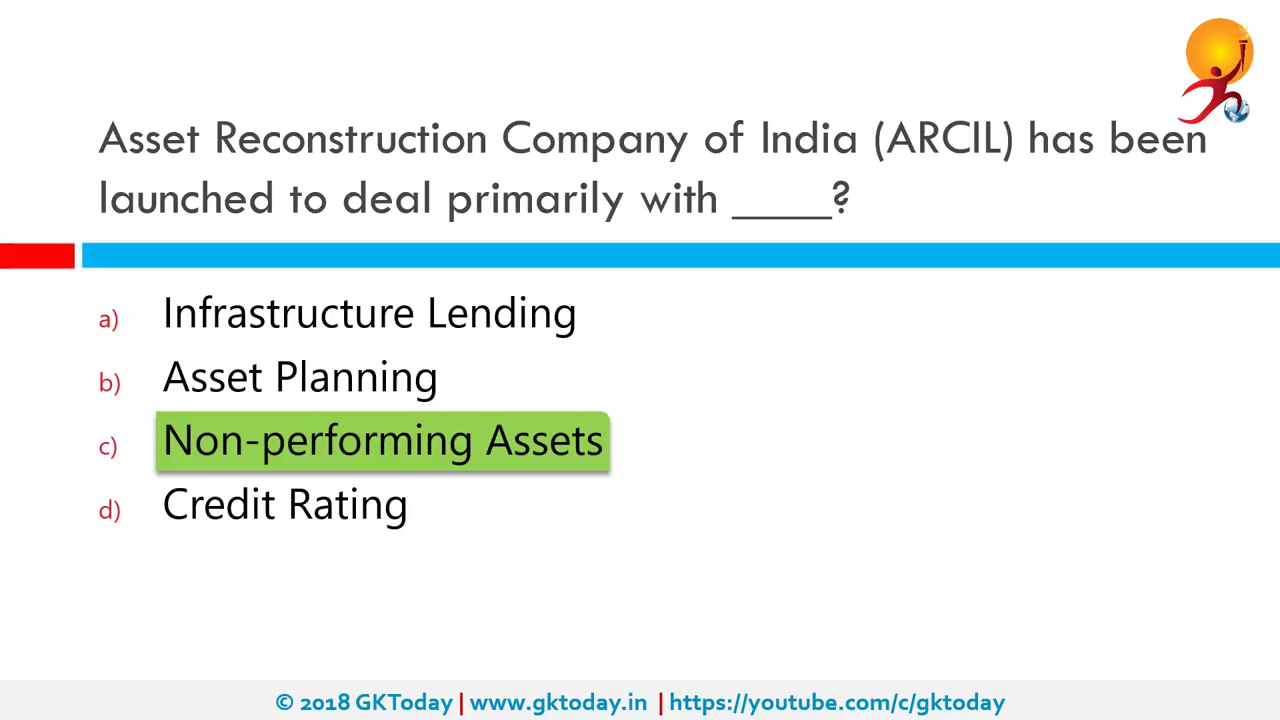 Asset Reconstruction Company of India (ARCIL) has been
launched to deal primarily with ____?
a) Infrastructure Lending
b) Asset Planning
c) Non-performing Assets
d) Credit Rating
© 2018 GKToday | www.gktoday.in | https://youtube.com/c/gktoday